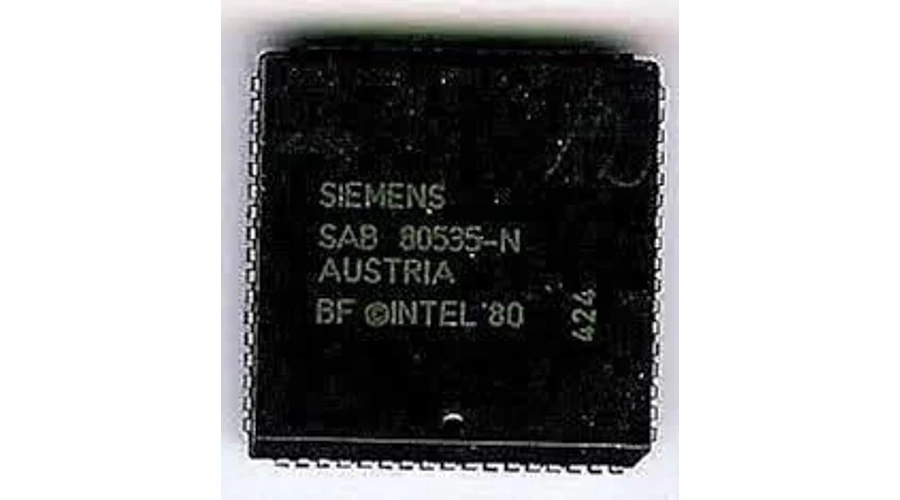 SIEMENS
SAB 80535-N
AUSTRIA
BF ©INTEL '80
424